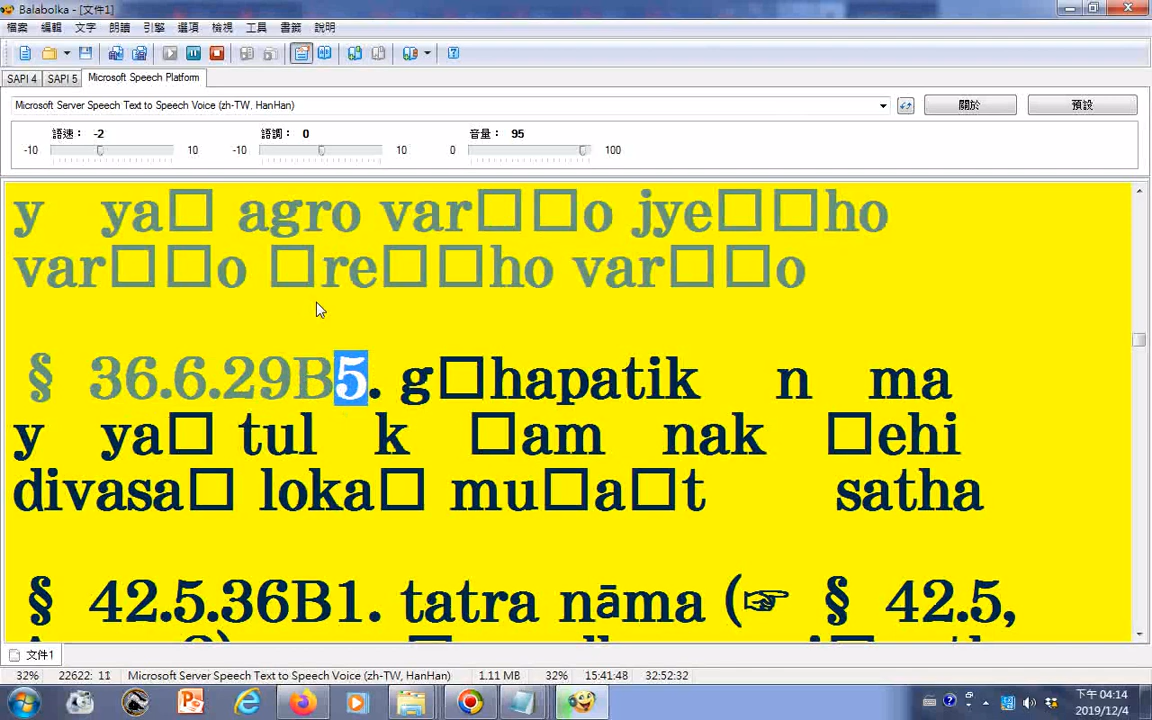 Balabolka - [文件1]
檔案 編輯 文字 朗讀 引擎 選項 檢視 工具 書籤 說明
SAPI 4 SAPI 5 Microsoft Speech Platform
Microsoft Server Speech Text to Speech Voice (zh-TW, HanHan) 關於 預設
語速： -2 語調： 0 音量： 95
-10 10 -10 10 0 100
y ya□ agro var□□o jye□□ho
var□□o □re□□ho var□□o
§ 36.6.29B5. g□hapatik n ma
y ya□ tul k □am nak □ehi
divasa□ loka□ mu□a□t satha
§ 42.5.36B1. tatra nāma (☞ § 42.5,
文件1
32% 22622: 11 Microsoft Server Speech Text to Speech Voice (zh-TW, HanHan) 1.11 MB 32% 15:41:48 32:52:32
下午 04:14
2019/12/4